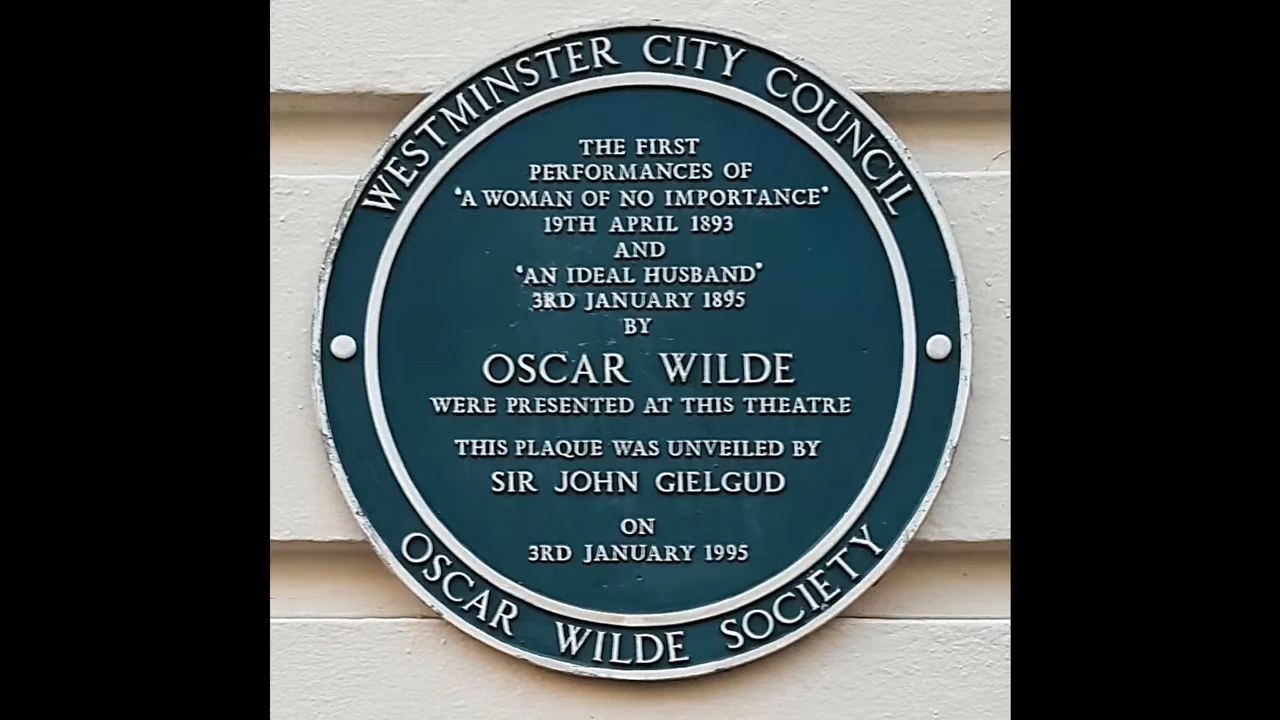 WESTMINSTER CITY COUNCIL
THE FIRST
PERFORMANCES OF
'A WOMAN OF NO IMPORTANCE'
19TH APRIL 1893
AND
'AN IDEAL HUSBAND'
3RD JANUARY 1895
BY
OSCAR WILDE
WERE PRESENTED AT THIS THEATRE
THIS PLAQUE WAS UNVEILED BY
SIR JOHN GIELGUD
ON
3RD JANUARY 1995
OSCAR WILDE SOCIETY